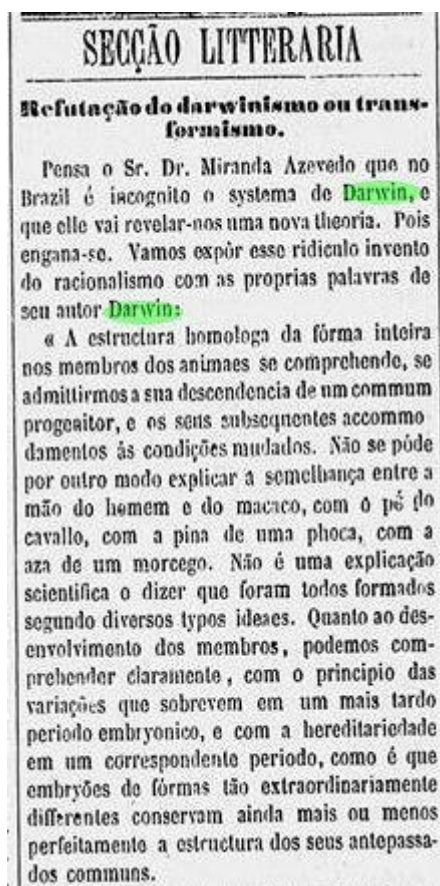 SECÇÃO LITTERARIA
Refutação do darwinismo ou trans-
formismo.
Pensa o Sr. Dr. Miranda Azevedo que no
Brazil é incognito o systema de Darwin, e
que elle vai revelar-nos uma nova theoria. Pois
engana-se. Vamos expôr esse ridiculo invento
do racionalismo com as proprias palavras de
seu autor Darwin:
« A estructura homologa da fórma inteira
nos membros dos animaes se comprehende, se
admittirmos a sua descendencia de um commum
progenitor, e os seus subsequentes accommo
damentos ás condições mudados. Não se póde
por outro modo explicar a semelhança entre a
mão do homem e do macaco, com o pé do
cavallo, com a pina de uma phoca, com a
aza de um morcego. Não é uma explicação
scientifica o dizer que foram todos formados
segundo diversos typos ideaes. Quanto ao des-
envolvimento dos membros, podemos com-
prehender claramente, com o principio das
variações que sobrevem em um mais tardo
periodo embryonico, e com a hereditariedade
em um correspondente periodo, como é que
embryões de fórmas tão extraordinariamente
differentes conservam ainda mais ou menos
perfeitamente a estructura dos seus antepassa-
dos communs.